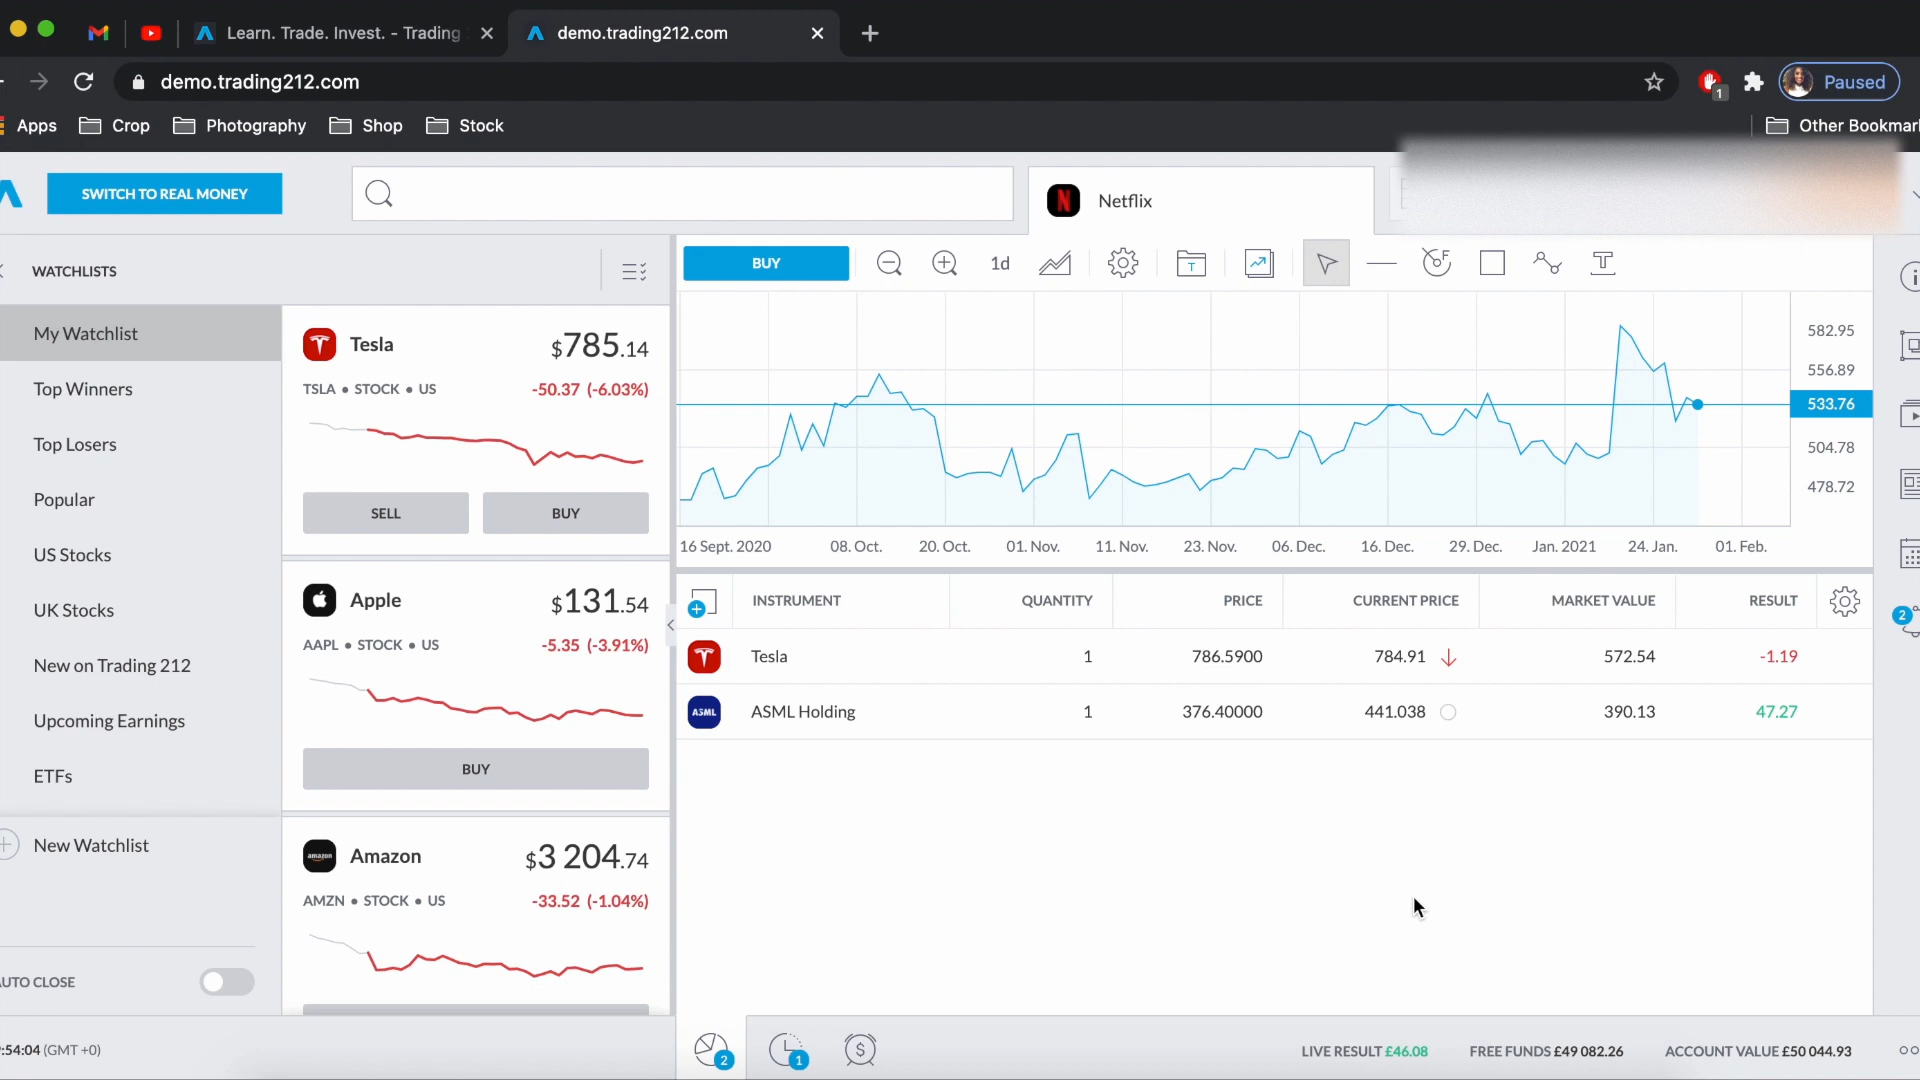 Learn. Trade. Invest. - Trading
demo.trading212.com
demo.trading212.com
1
Paused
Apps
Crop
Photography
Shop
Stock
Other Bookmar
SWITCH TO REAL MONEY
Netflix
WATCHLISTS
BUY
1d
My Watchlist
Top Winners
Top Losers
Popular
US Stocks
UK Stocks
New on Trading 212
Upcoming Earnings
ETFs
New Watchlist
UTO CLOSE
:54:04 (GMT +0)
Tesla
$785.14
TSLA • STOCK • US
-50.37 (-6.03%)
SELL
BUY
Apple
$131.54
AAPL • STOCK • US
-5.35 (-3.91%)
BUY
amazon
Amazon
$3 204.74
AMZN • STOCK • US
-33.52 (-1.04%)
582.95
556.89
533.76
504.78
478.72
16 Sept. 2020
08. Oct.
20. Oct.
01. Nov.
11. Nov.
23. Nov.
06. Dec.
16. Dec.
29. Dec.
Jan. 2021
24. Jan.
01. Feb.
INSTRUMENT QUANTITY PRICE CURRENT PRICE MARKET VALUE RESULT
Tesla 1 786.5900 784.91 572.54 -1.19
ASML ASML Holding 1 376.40000 441.038 390.13 47.27
2
2
1
LIVE RESULT £46.08
FREE FUNDS £49 082.26
ACCOUNT VALUE £50 044.93